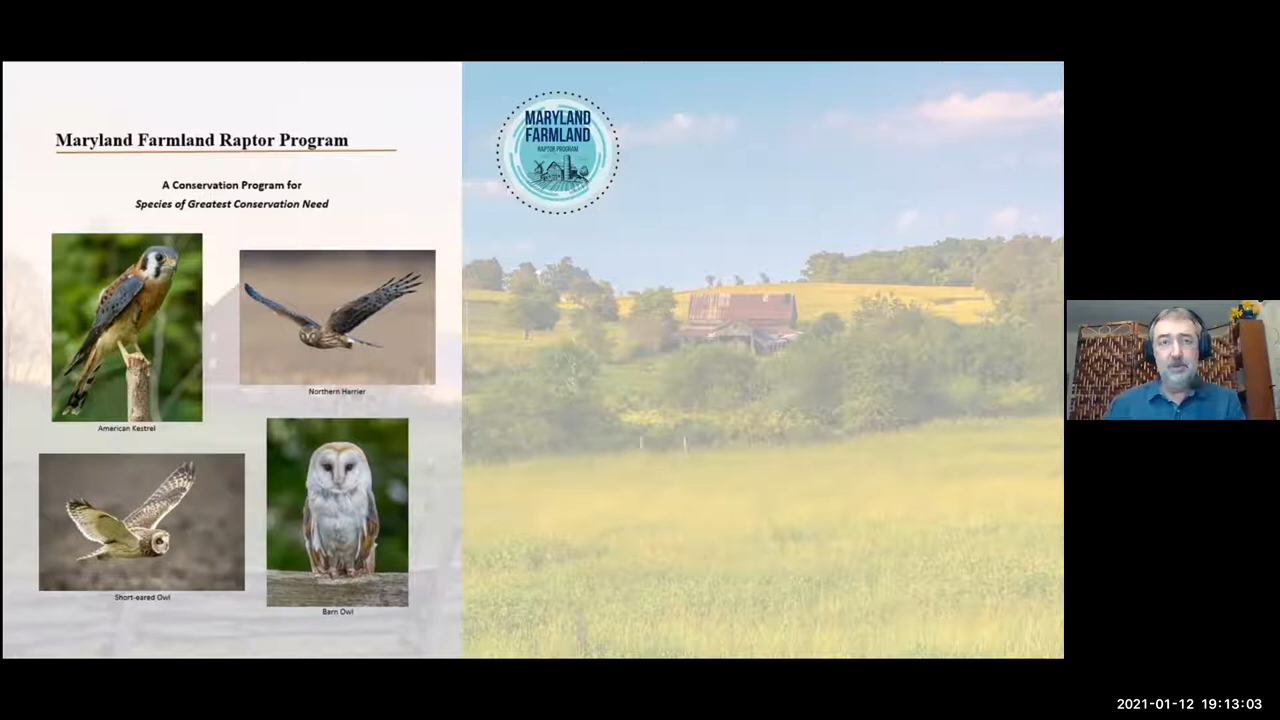 Maryland Farmland Raptor Program
A Conservation Program for
Species of Greatest Conservation Need
American Kestrel
Northern Harrier
Short-eared Owl
Barn Owl
MARYLAND
FARMLAND
RAPTOR PROGRAM
2021-01-12 19:13:03